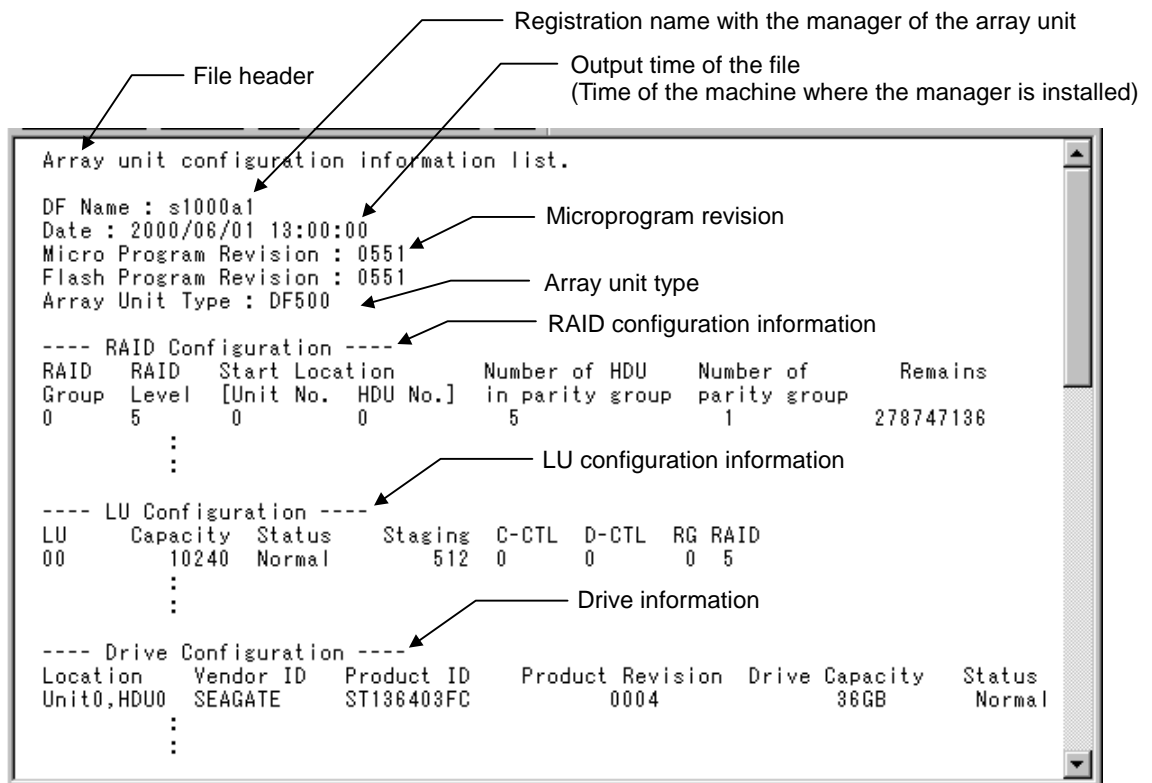 Registration name with the manager of the array unit
File header
Output time of the file
(Time of the machine where the manager is installed)
Array unit configuration information list.
DF Name : s1000a1
Date : 2000/06/01 13:00:00
Microprogram revision
Micro Program Revision : 0551
Flash Program Revision : 0551
Array unit type
Array Unit Type : DF500
RAID configuration information
---- RAID Configuration ----
RAID RAID Start Location Number of HDU Number of Remains
Group Level [Unit No. HDU No.] in parity group parity group
0 5 0 0 5 1 278747136
:
:
LU configuration information
---- LU Configuration ----
LU Capacity Status Staging C-CTL D-CTL RG RAID
00 10240 Normal 512 0 0 0 5
:
:
Drive information
---- Drive Configuration ----
Location Vendor ID Product ID Product Revision Drive Capacity Status
Unit0,HDU0 SEAGATE ST136403FC 0004 36GB Normal
:
: